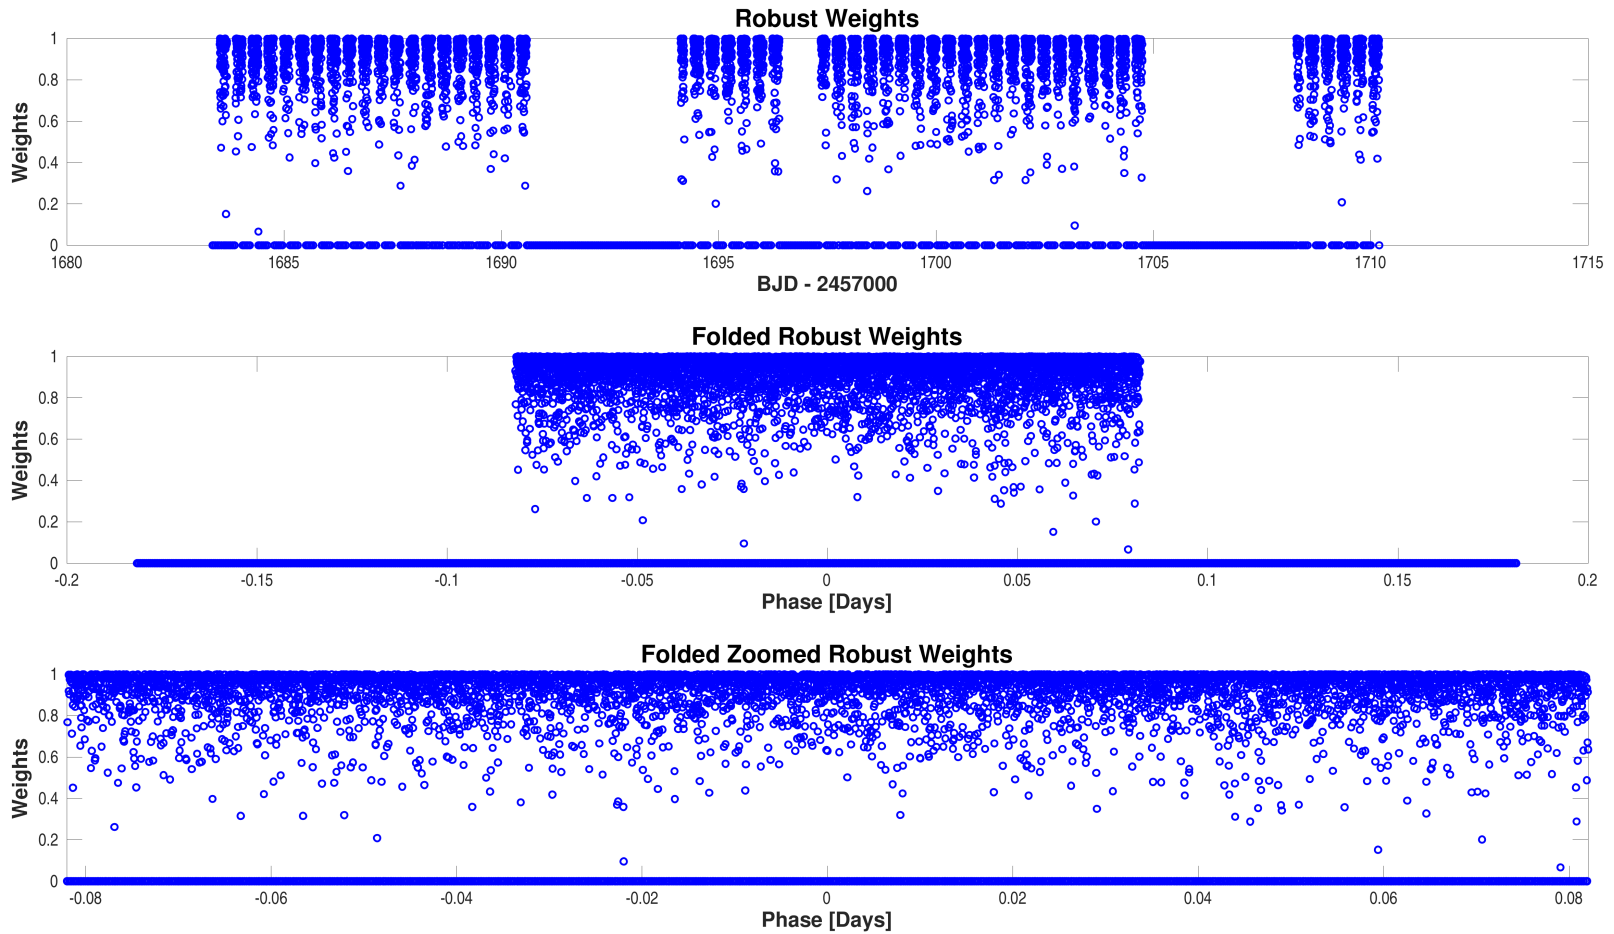 Robust Weights
1
0.8
0.6
0.4
0.2
0
Weights
1680 1685 1690 1695 1700 1705 1710 1715
BJD - 2457000
Folded Robust Weights
1
0.8
0.6
0.4
0.2
0
Weights
-0.2 -0.15 -0.1 -0.05 0 0.05 0.1 0.15 0.2
Phase [Days]
Folded Zoomed Robust Weights
1
0.8
0.6
0.4
0.2
0
Weights
-0.08 -0.06 -0.04 -0.02 0 0.02 0.04 0.06 0.08
Phase [Days]